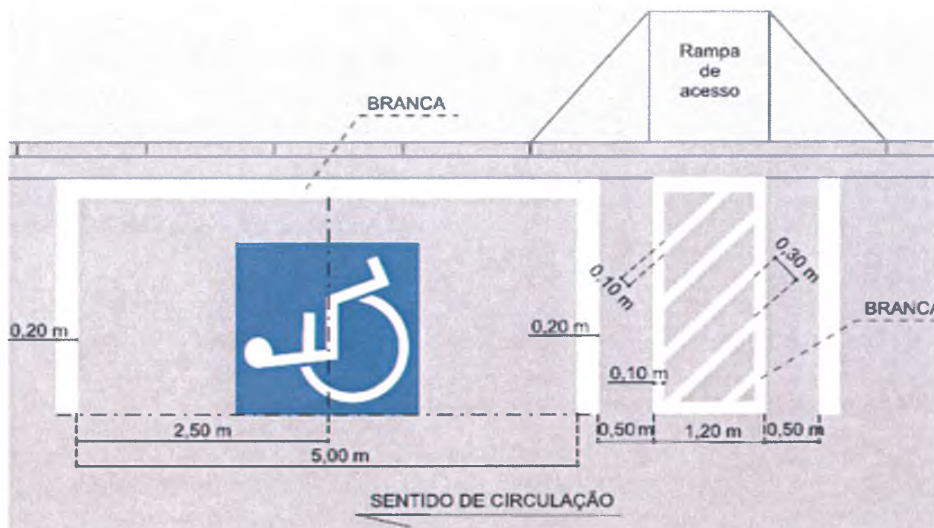 Rampa
de
acesso
BRANCA
0,10 m
0,30 m
BRANCA
0,20 m
0,20 m
0,10 m
2,50 m
0,50 m
1,20 m
0,50 m
5,00 m
SENTIDO DE CIRCULAÇÃO